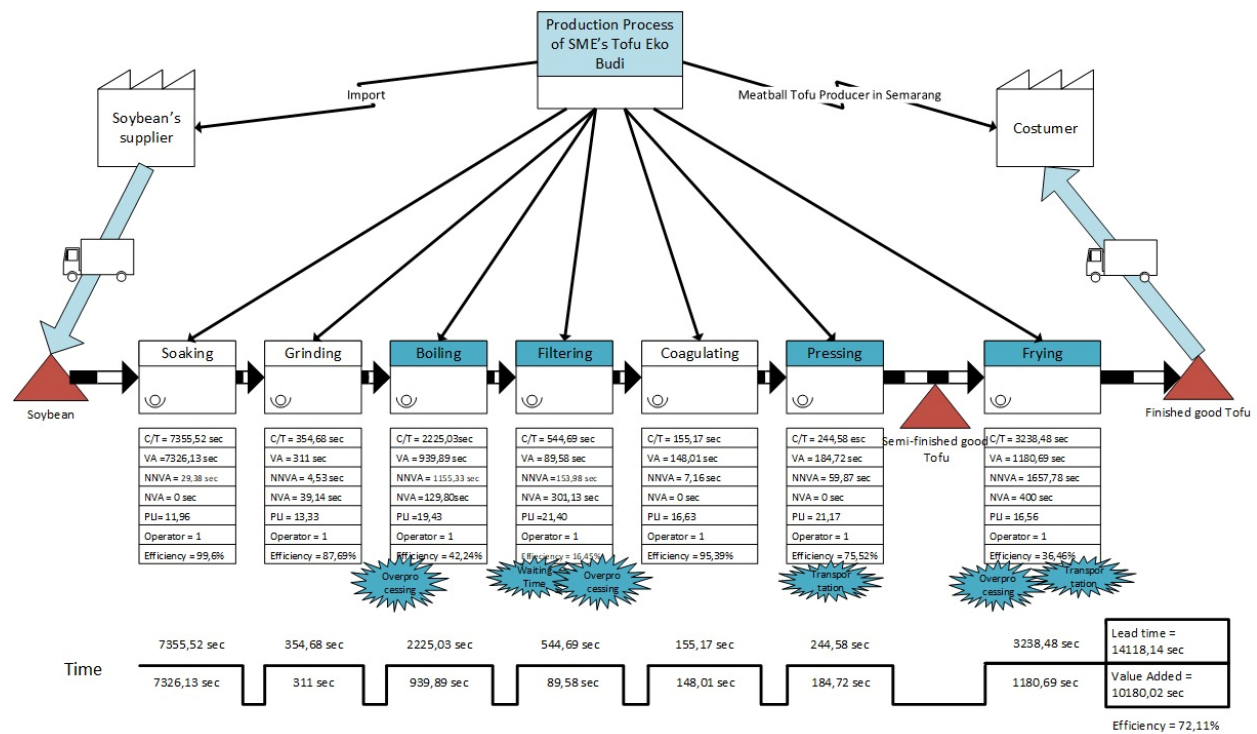 Production Process
of SME's Tofu Eko
Budi
Import
Meatball Tofu Producer in Semarang
Soybean's
supplier
Costumer
Soaking
Grinding
Boiling
Filtering
Coagulating
Pressing
Frying
Soybean
Semi-finished good
Tofu
Finished good Tofu
C/T = 7355,52 sec
VA =7326,13 sec
NNVA = 29,38 sec
NVA = 0 sec
PLI = 11,96
Operator = 1
Efficiency = 99,6%
C/T = 354,68 sec
VA = 311 sec
NNVA = 4,53 sec
NVA = 39,14 sec
PLI = 13,33
Operator = 1
Efficiency = 87,69%
C/T = 2225,03sec
VA = 939,89 sec
NNVA = 1155,33 sec
NVA =129,80sec
PLI =19,43
Operator = 1
Efficiency = 42,24%
C/T = 544,69 sec
VA = 89,58 sec
NNVA =153,98 sec
NVA = 301,13 sec
PLI =21,40
Operator = 1
Effieciency = 16,45%
C/T = 155,17 sec
VA = 148,01 sec
NNVA = 7,16 sec
NVA = 0 sec
PLI = 16,63
Operator = 1
Efficiency = 95,39%
C/T = 244,58 esc
VA = 184,72 sec
NNVA = 59,87 sec
NVA = 0 sec
PLI = 21,17
Operator = 1
Efficiency = 75,52%
C/T = 3238,48 sec
VA = 1180,69 sec
NNVA = 1657,78 sec
NVA = 400 sec
PLI = 16,56
Operator = 1
Efficiency = 36,46%
Overpro
cessing
Waiting
Time
Overpro
cessing
Transpor
tation
Overpro
cessing
Transpor
tation
Time
7355,52 sec
354,68 sec
2225,03 sec
544,69 sec
155,17 sec
244,58 sec
3238,48 sec
7326,13 sec
311 sec
939,89 sec
89,58 sec
148,01 sec
184,72 sec
1180,69 sec
Lead time =
14118,14 sec
Value Added =
10180,02 sec
Efficiency = 72,11%